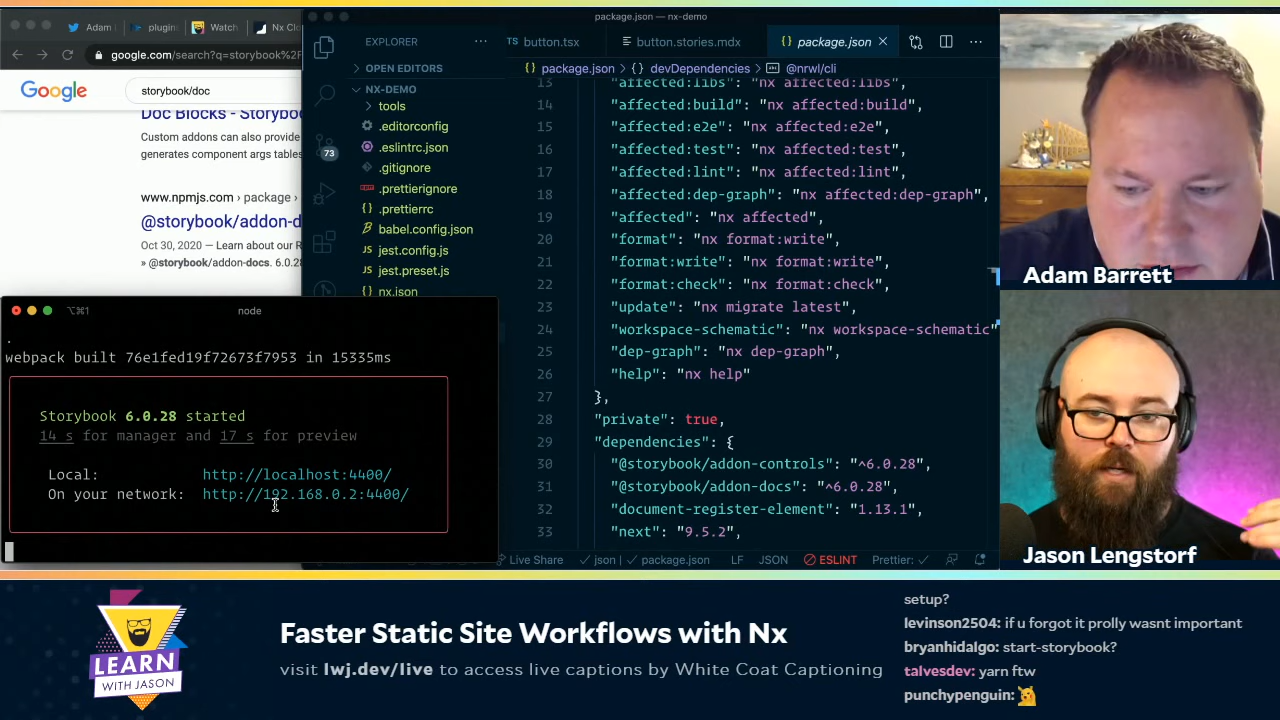 Adam
plugin
Watch
Nx Clo
google.com/search?q=storybook%2F
Google
storybook/doc
Doc Blocks - Storybo
Custom addons can also provide
generates component args tables
www.npmjs.com › package ›
@storybook/addon-d
Oct 30, 2020 — Learn about our R
» @storybook/addon-docs. 6.0.28
package.json — nx-demo
EXPLORER
TS button.tsx
button.stories.mdx
{} package.json
OPEN EDITORS
package.json > {} devDependencies > @nrwl/cli
NX-DEMO
tools
.editorconfig
.eslintrc.json
.gitignore
.prettierignore
.prettierrc
babel.config.json
JS jest.config.js
JS jest.preset.js
nx.json
73
13 "affected:libs": "nx affected:libs",
14 "affected:build": "nx affected:build",
15 "affected:e2e": "nx affected:e2e",
16 "affected:test": "nx affected:test",
17 "affected:lint": "nx affected:lint",
18 "affected:dep-graph": "nx affected:dep-graph",
19 "affected": "nx affected",
20 "format": "nx format:write",
21 "format:write": "nx format:write",
22 "format:check": "nx format:check",
23 "update": "nx migrate latest",
24 "workspace-schematic": "nx workspace-schematic"
25 "dep-graph": "nx dep-graph",
26 "help": "nx help"
27 },
28 "private": true,
29 "dependencies": {
30 "@storybook/addon-controls": "^6.0.28",
31 "@storybook/addon-docs": "^6.0.28",
32 "document-register-element": "1.13.1",
33 "next": "9.5.2",
Live Share
json
package.json
LF
JSON
ESLINT
Prettier: ✓
⌥⌘1
node
.
webpack built 76e1fed19f72673f7953 in 15335ms
Storybook 6.0.28 started
14 s for manager and 17 s for preview
Local: http://localhost:4400/
On your network: http://192.168.0.2:4400/
Adam Barrett
Jason Lengstorf
LEARN
WITH JASON
Faster Static Site Workflows with Nx
visit lwj.dev/live to access live captions by White Coat Captioning
setup?
levinson2504: if u forgot it prolly wasnt important
bryanhidalgo: start-storybook?
talvesdev: yarn ftw
punchypenguin: